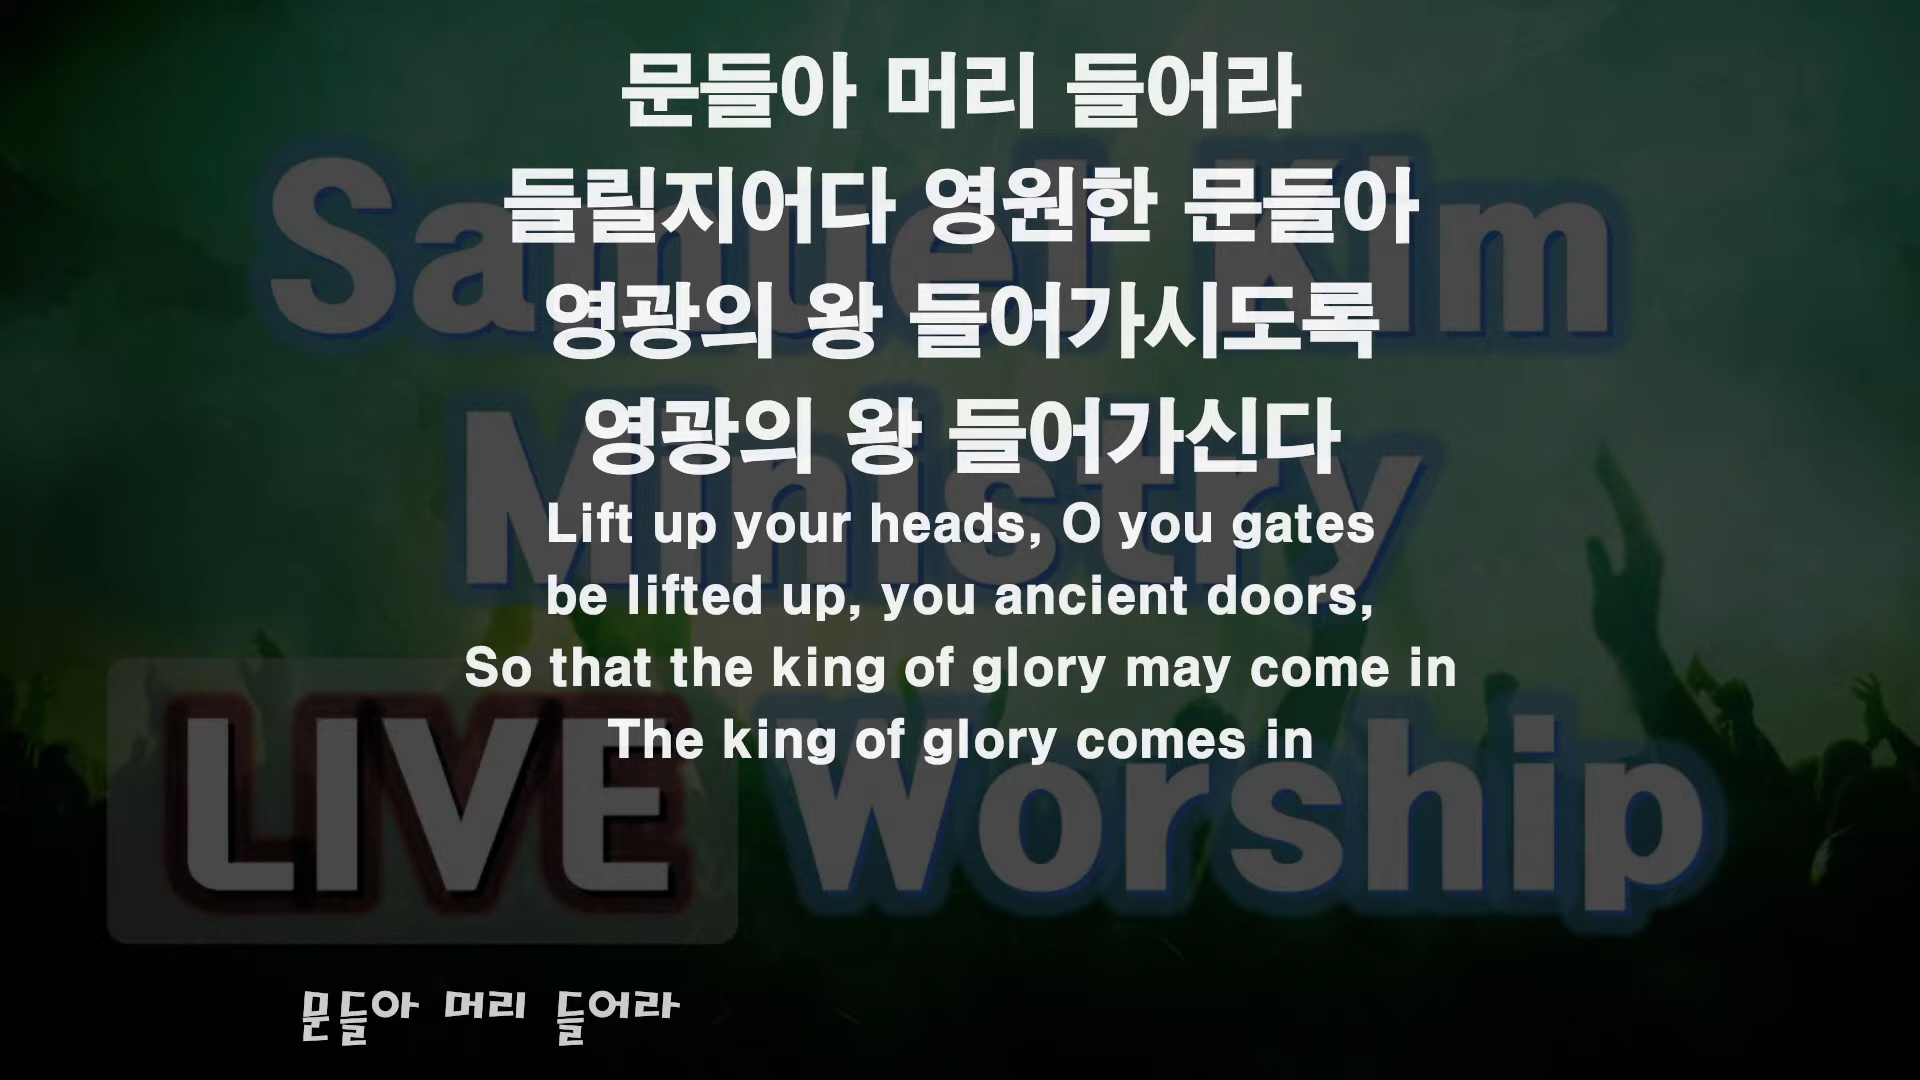 문들아 머리 들어라
들릴지어다 영원한 문들아
영광의 왕 들어가시도록
영광의 왕 들어가신다
Lift up your heads, O you gates
be lifted up, you ancient doors,
So that the king of glory may come in
The king of glory comes in
Samuel Kim
Ministry
LIVE Worship
문들아 머리 들어라